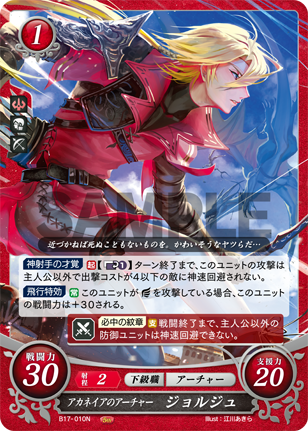 1
SAMPLE
近づかねば死ぬこともないものを、かわいそうなヤツらだ…
神射手の才覚 起 【1】ターン終了まで、このユニットの攻撃は
主人公以外で出撃コストが4以下の敵に神速回避されない。
飛行特効 常 このユニットが を攻撃している場合、このユニット
の戦闘力は+30される。
必中の紋章 支 戦闘終了まで、主人公以外の
防御ユニットは神速回避できない。
戦闘力
30
射程 2 下級職 アーチャー
支援力
20
アカネイアのアーチャー ジョルジュ
B17-010N Illust:江川あきら